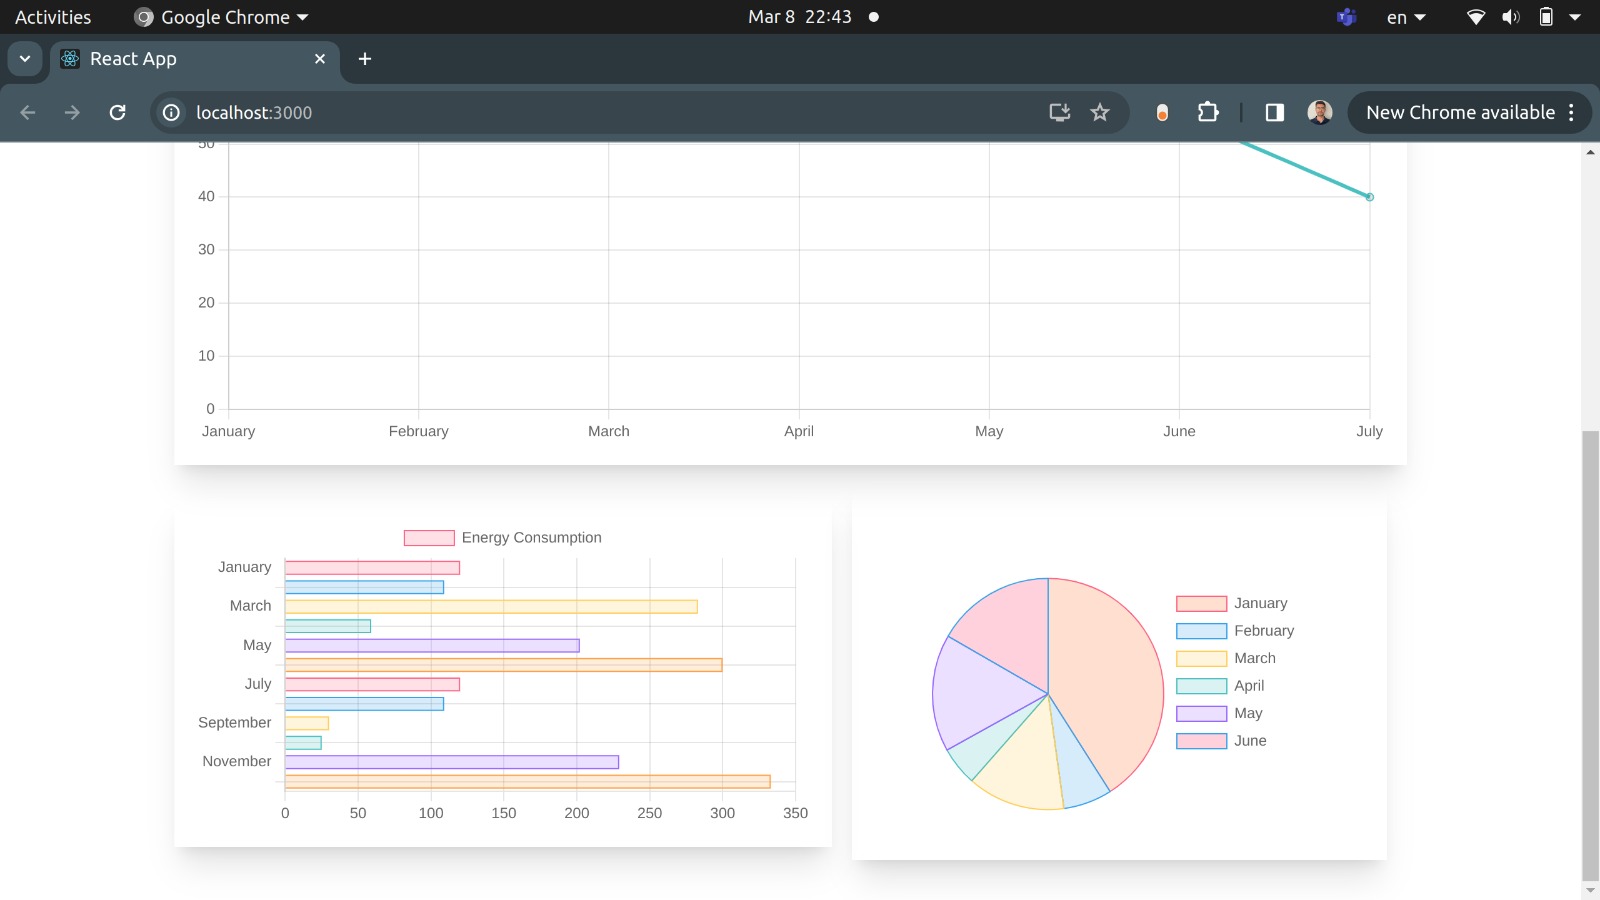 Activities Google Chrome Mar 8 22:43 en
React App
localhost:3000 New Chrome available
50
40
30
20
10
0
January February March April May June July
Energy Consumption
January
March
May
July
September
November
0 50 100 150 200 250 300 350
January
February
March
April
May
June